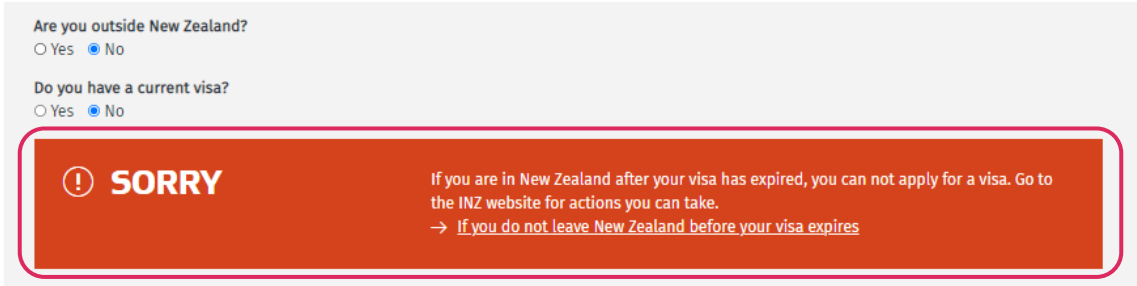 Are you outside New Zealand?
Yes No
Do you have a current visa?
Yes No
SORRY
If you are in New Zealand after your visa has expired, you can not apply for a visa. Go to
the INZ website for actions you can take.
→ If you do not leave New Zealand before your visa expires